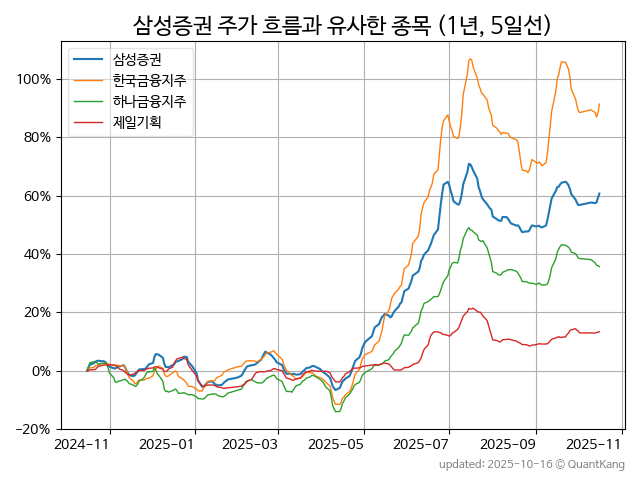 삼성증권 주가 흐름과 유사한 종목 (1년, 5일선)
삼성증권
한국금융지주
하나금융지주
제일기획
100%
80%
60%
40%
20%
0%
−20%
2024-11 2025-01 2025-03 2025-05 2025-07 2025-09 2025-11
updated: 2025-10-16 © QuantKang